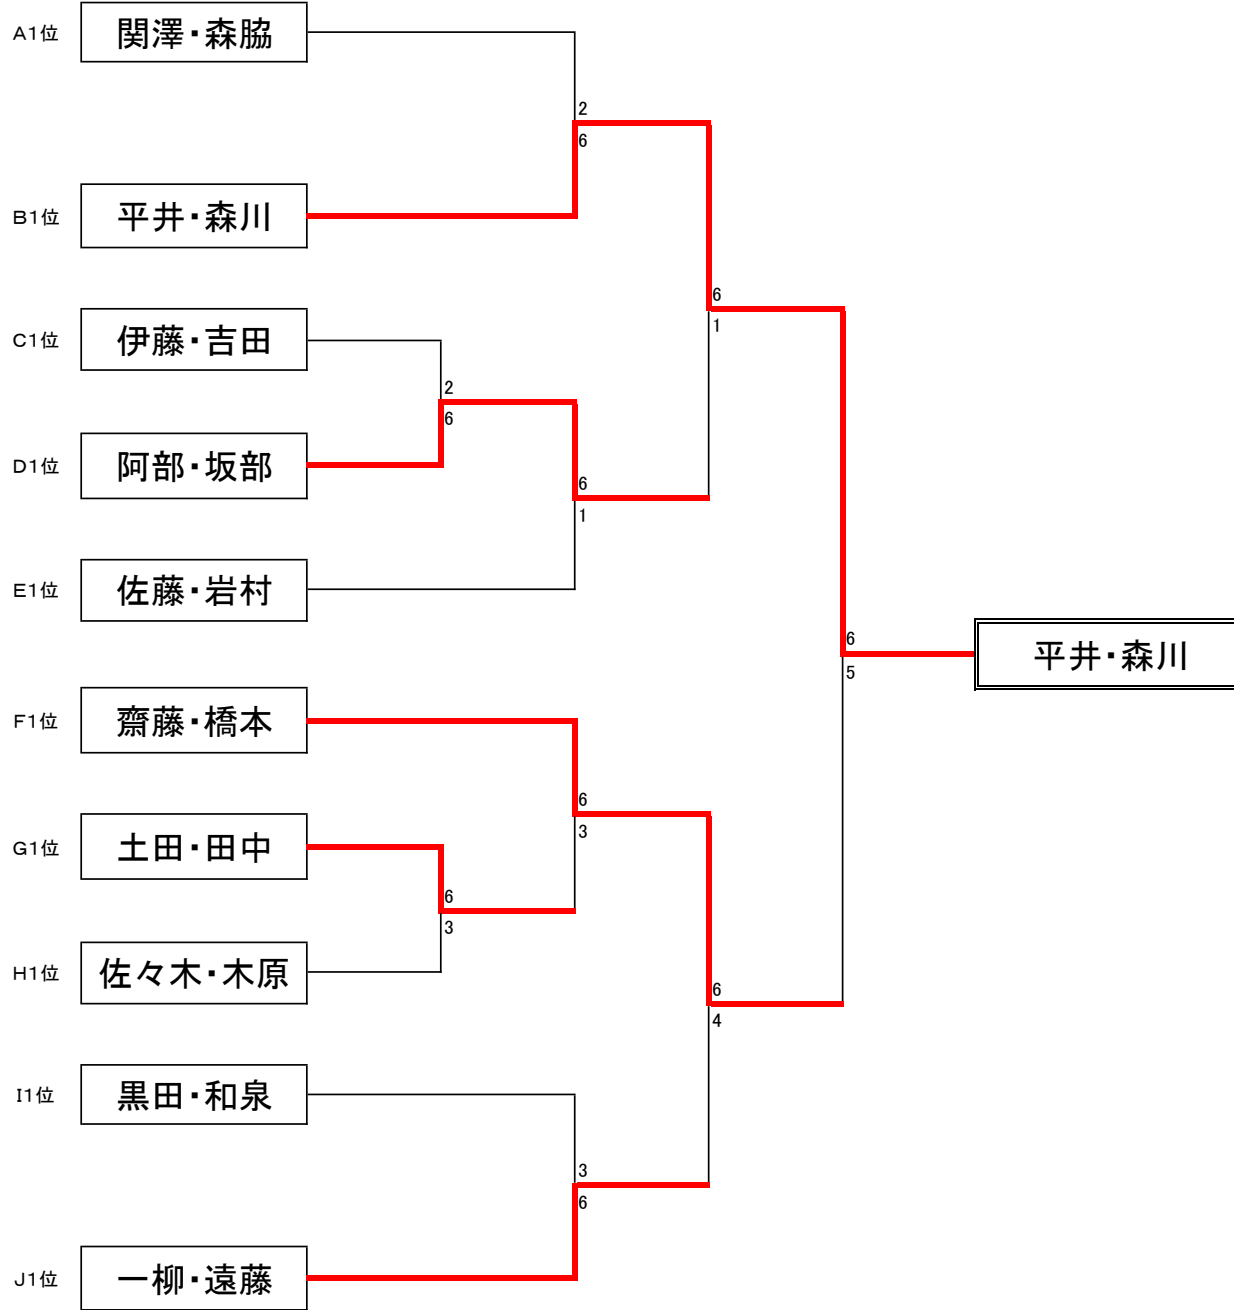 A1位 関澤・森脇
2
6
B1位 平井・森川
6
1
C1位 伊藤・吉田
2
6
D1位 阿部・坂部
6
1
E1位 佐藤・岩村
6
5
平井・森川
F1位 齋藤・橋本
6
3
G1位 土田・田中
6
3
H1位 佐々木・木原
6
4
I1位 黒田・和泉
3
6
J1位 一柳・遠藤